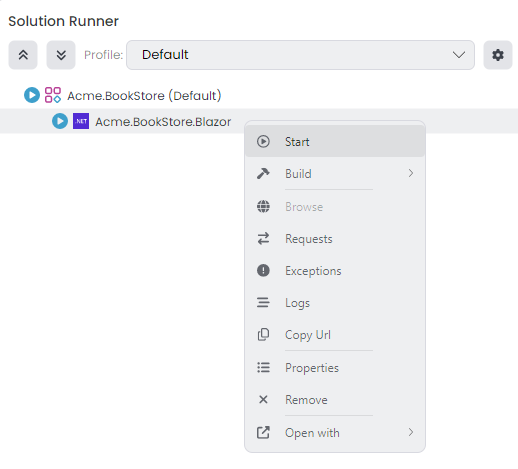 Solution Runner
Profile: Default
Acme.BookStore (Default)
.NET Acme.BookStore.Blazor
Start
Build
Browse
Requests
Exceptions
Logs
Copy Url
Properties
Remove
Open with